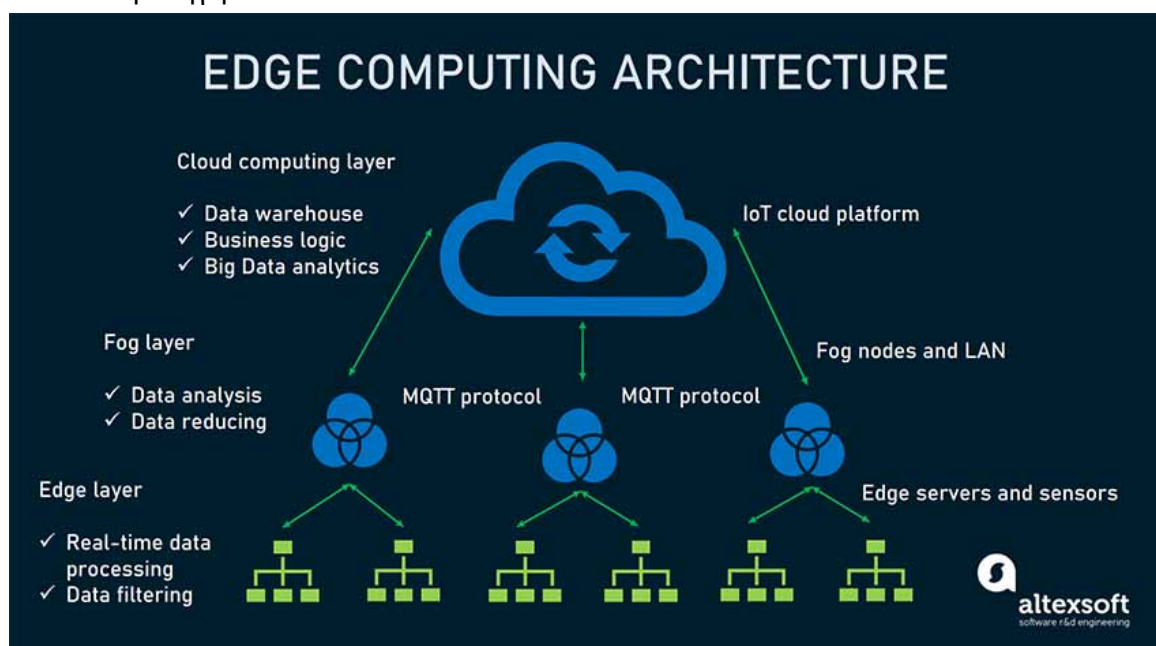 EDGE COMPUTING ARCHITECTURE
Cloud computing layer
✓ Data warehouse
✓ Business logic
✓ Big Data analytics
IoT cloud platform
Fog layer
✓ Data analysis
✓ Data reducing
MQTT protocol
MQTT protocol
Fog nodes and LAN
Edge layer
✓ Real-time data
processing
✓ Data filtering
Edge servers and sensors
altexsoft
software r&d engineering